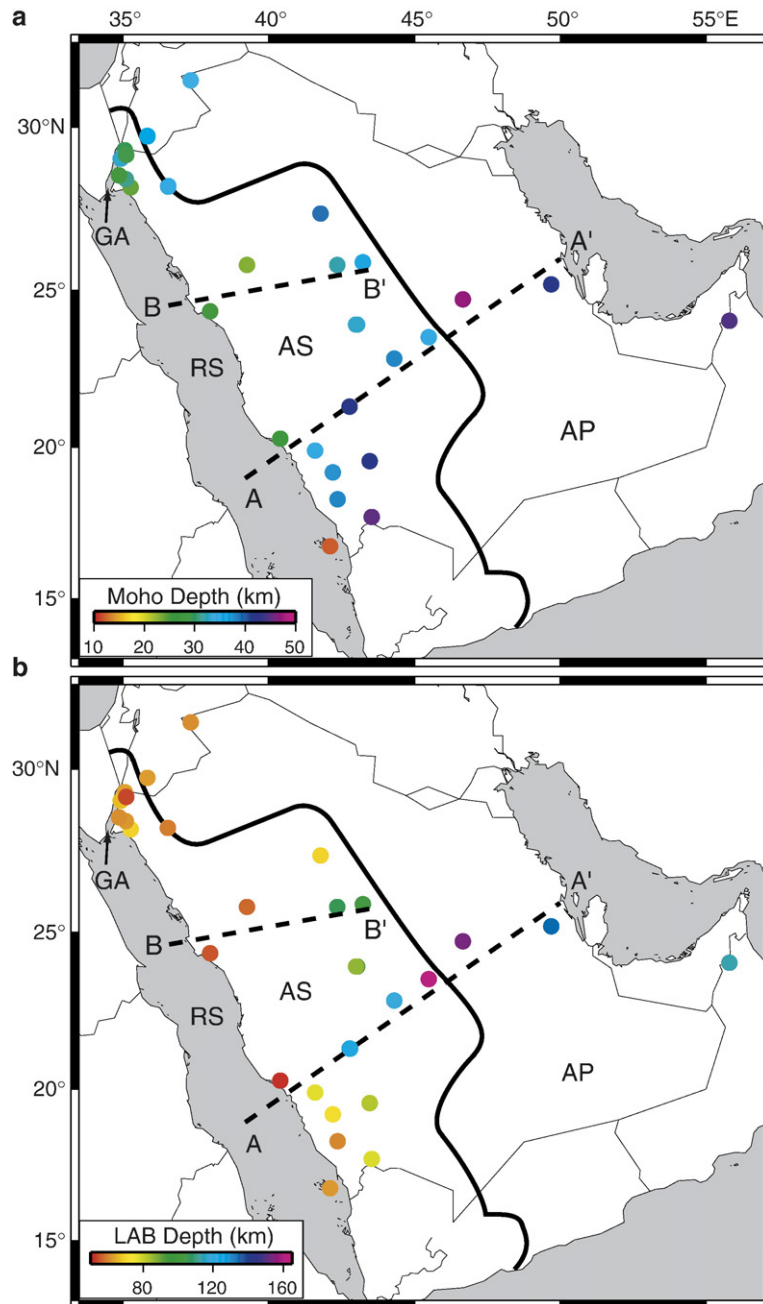 a
35° 40° 45° 50° 55°E
30°N
GA
A'
25°
B
B'
AS
RS
20°
AP
A
Moho Depth (km)
15°
10 20 30 40 50
b
30°N
GA
A'
25°
B
B'
RS
AS
20°
AP
A
LAB Depth (km)
15°
80 120 160